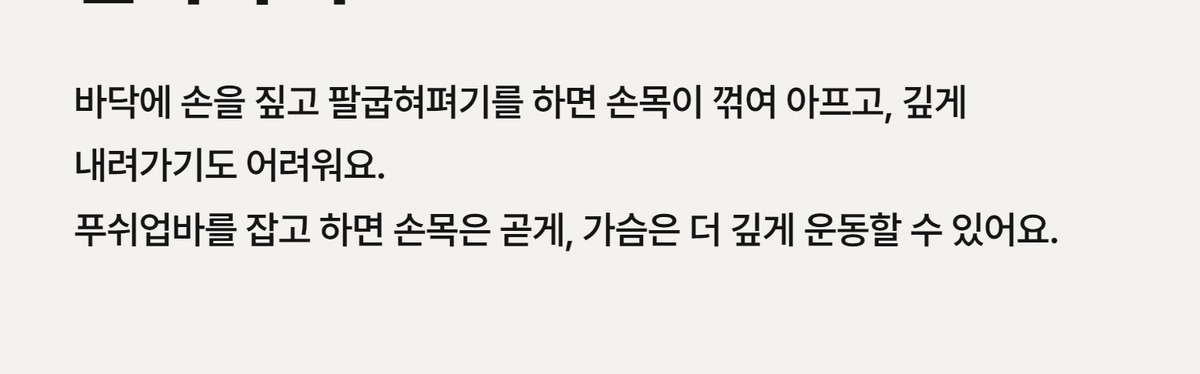 바닥에 손을 짚고 팔굽혀펴기를 하면 손목이 꺾여 아프고, 깊게
내려가기도 어려워요.
푸쉬업바를 잡고 하면 손목은 곧게, 가슴은 더 깊게 운동할 수 있어요.